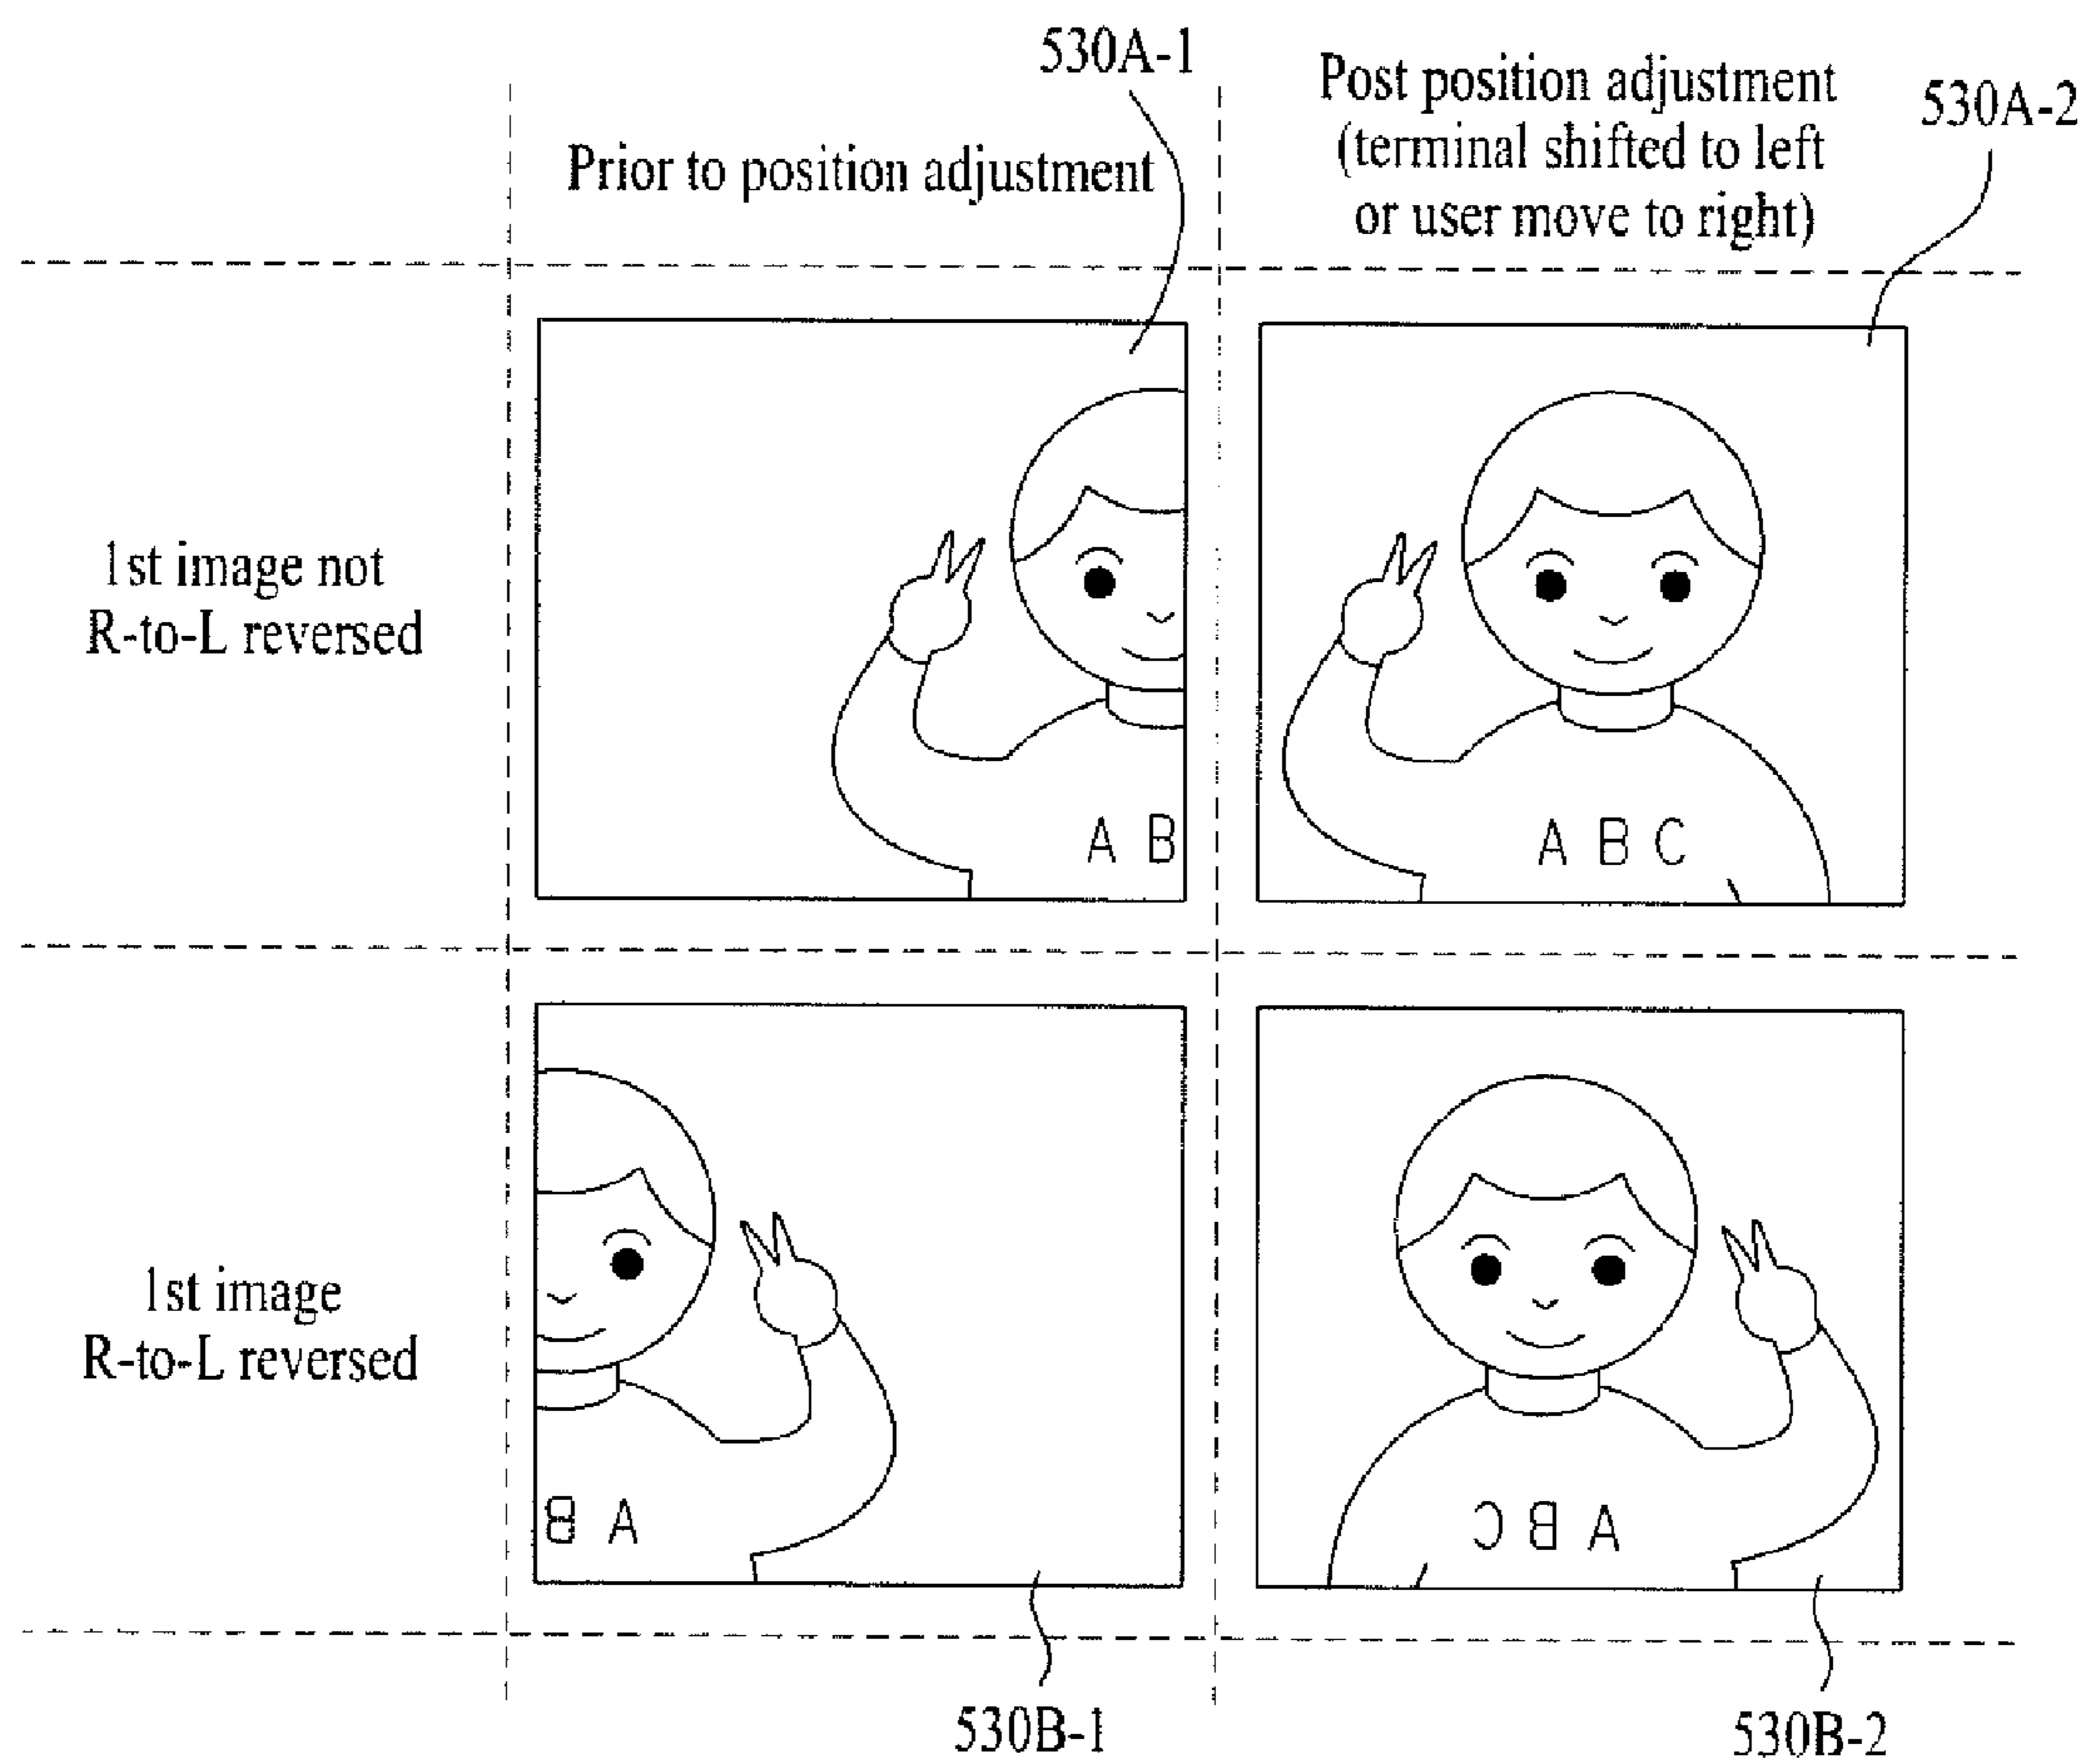 530A-1
Post position adjustment
(terminal shifted to left
or user move to right)
530A-2
Prior to position adjustment
1st image not
R-to-L reversed
A B
A B C
1st image
R-to-L reversed
B A
C B A
530B-1
530B-2